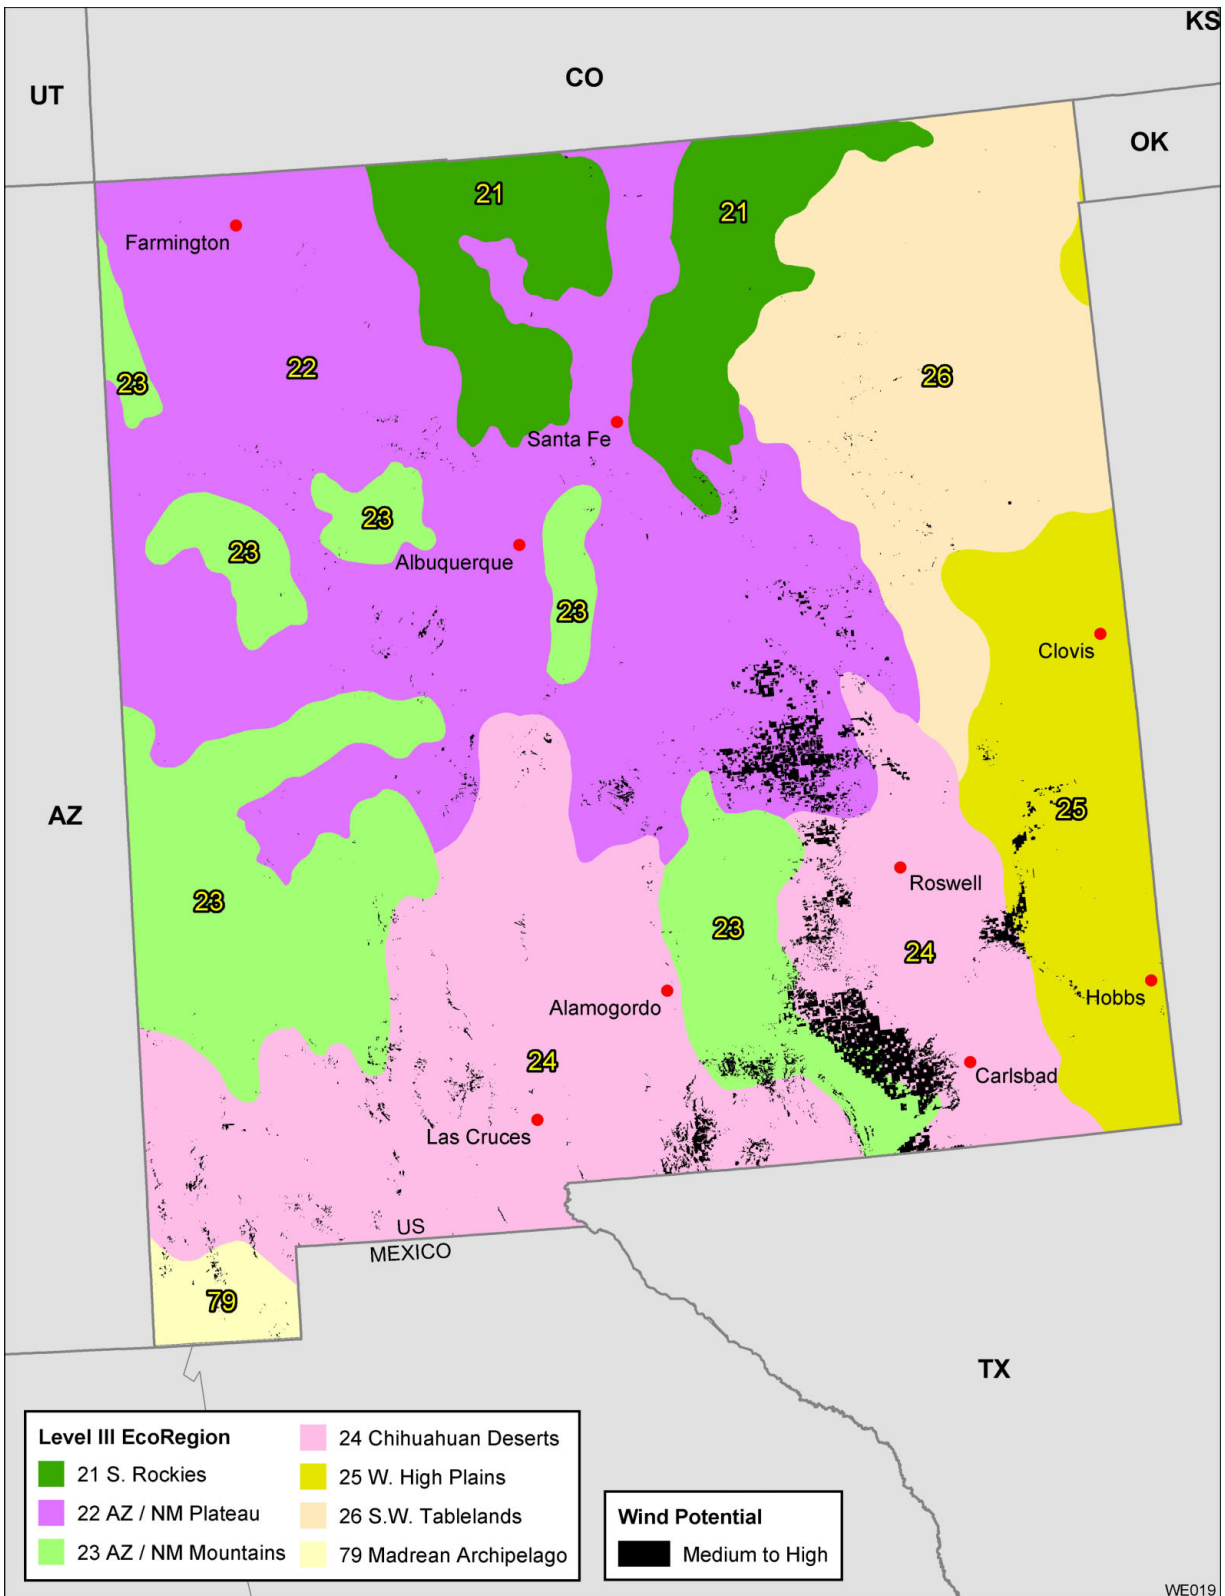 KS
CO
UT
OK
21
21
Farmington
22
26
23
Santa Fe
23
23
Albuquerque
23
Clovis
AZ
25
Roswell
23
23
24
Hobbs
Alamogordo
24
Carlsbad
Las Cruces
US
MEXICO
79
TX
Level III EcoRegion
21 S. Rockies
22 AZ / NM Plateau
23 AZ / NM Mountains
24 Chihuahuan Deserts
25 W. High Plains
26 S.W. Tablelands
79 Madrean Archipelago
Wind Potential
Medium to High
WE019